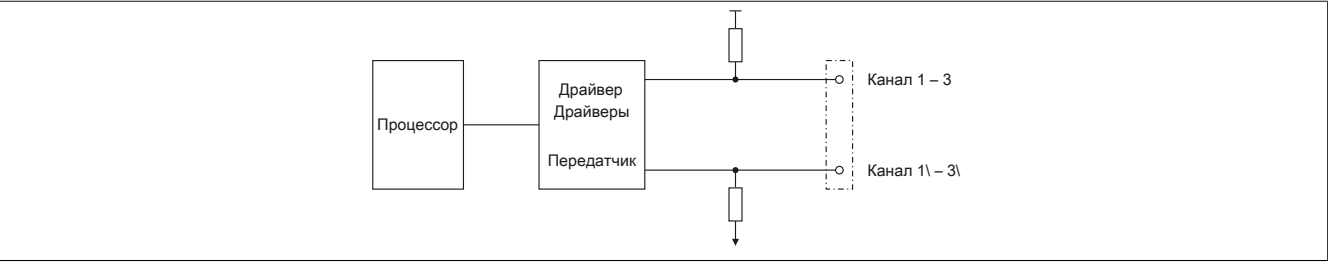 Процессор
Драйвер
Драйверы
Передатчик
Канал 1 – 3
Канал 1\ – 3\